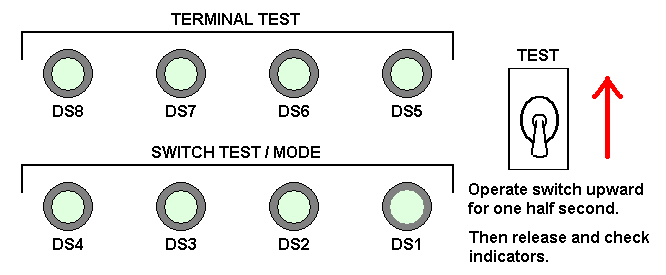 TERMINAL TEST
DS8 DS7 DS6 DS5
SWITCH TEST / MODE
DS4 DS3 DS2 DS1
TEST
Operate switch upward
for one half second.
Then release and check
indicators.